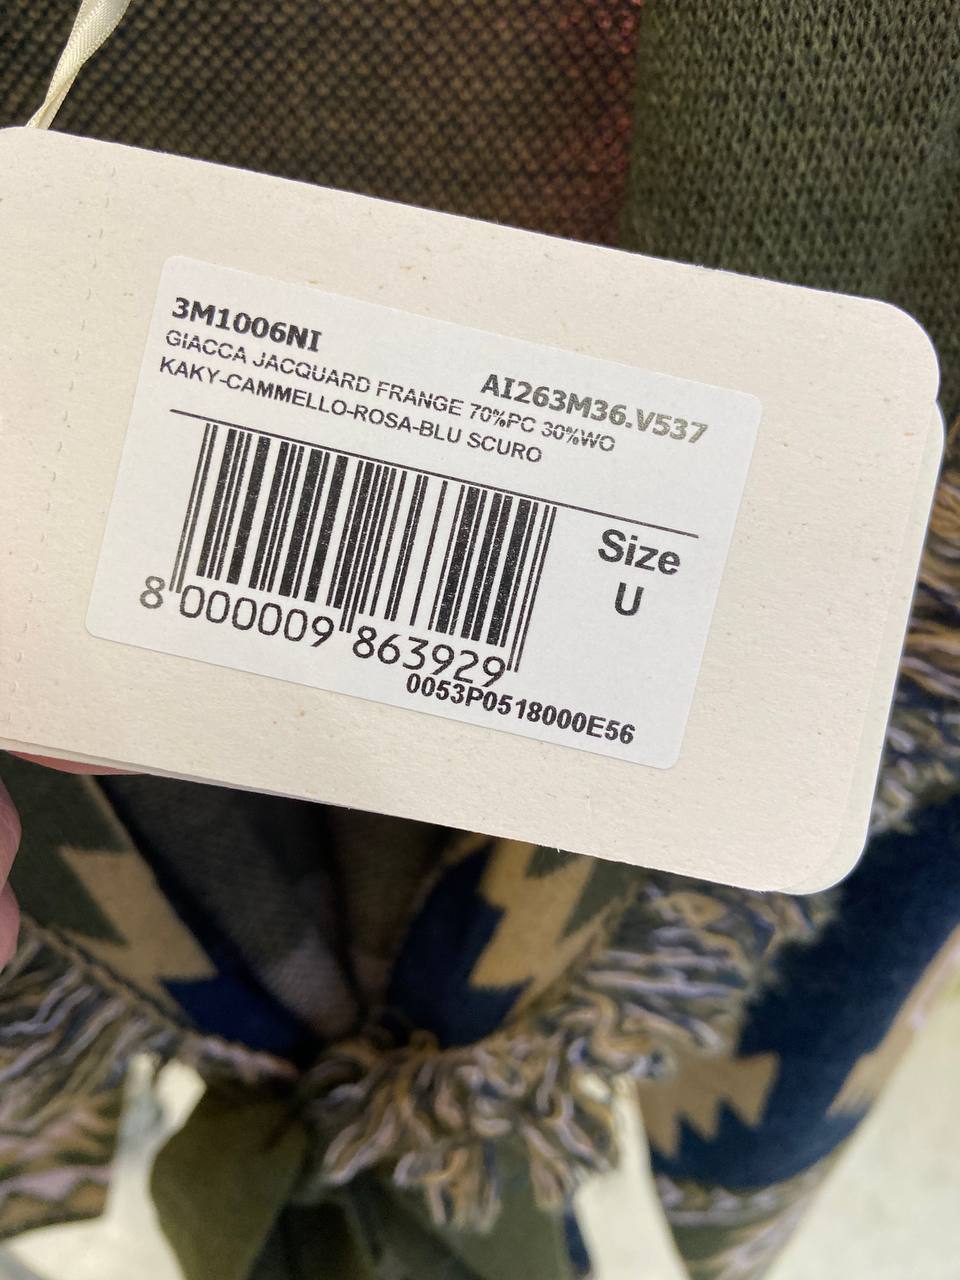 3M1006NI
AI263M36.V537
GIACCA JACQUARD FRANGE 70%PC 30%WO
KAKY-CAMMELLO-ROSA-BLU SCURO
Size
U
8 000009 863929
0053P0518000E56